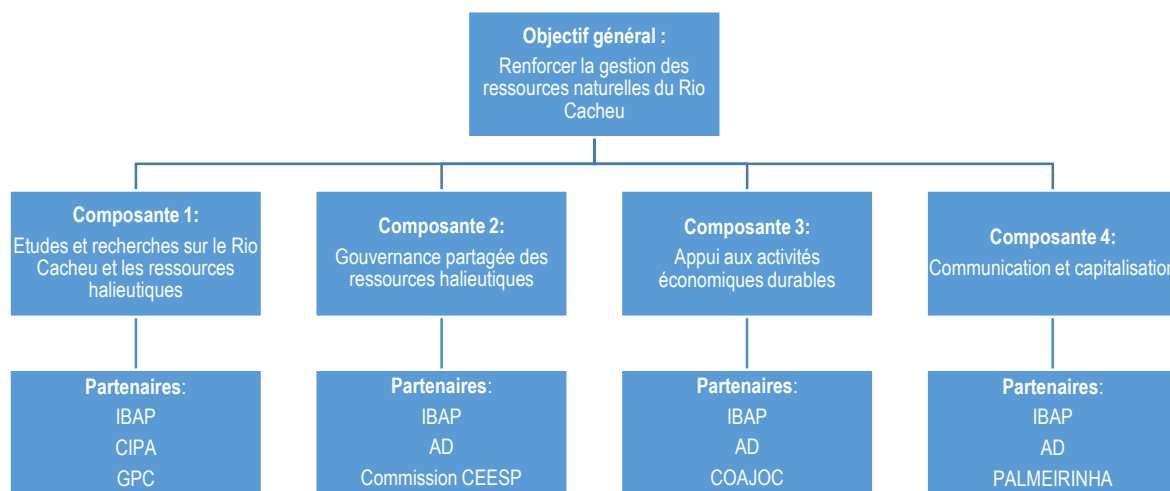 Objectif général :
Renforcer la gestion des
ressources naturelles du Rio
Cacheu
Composante 1:
Etudes et recherches sur le Rio
Cacheu et les ressources
halieutiques
Composante 2:
Gouvernance partagée des
ressources halieutiques
Composante 3:
Appui aux activités
économiques durables
Composante 4:
Communication et capitalisation
Partenaires:
IBAP
CIPA
GPC
Partenaires:
IBAP
AD
Commission CEESP
Partenaires:
IBAP
AD
COAJOC
Partenaires:
IBAP
AD
PALMEIRINHA